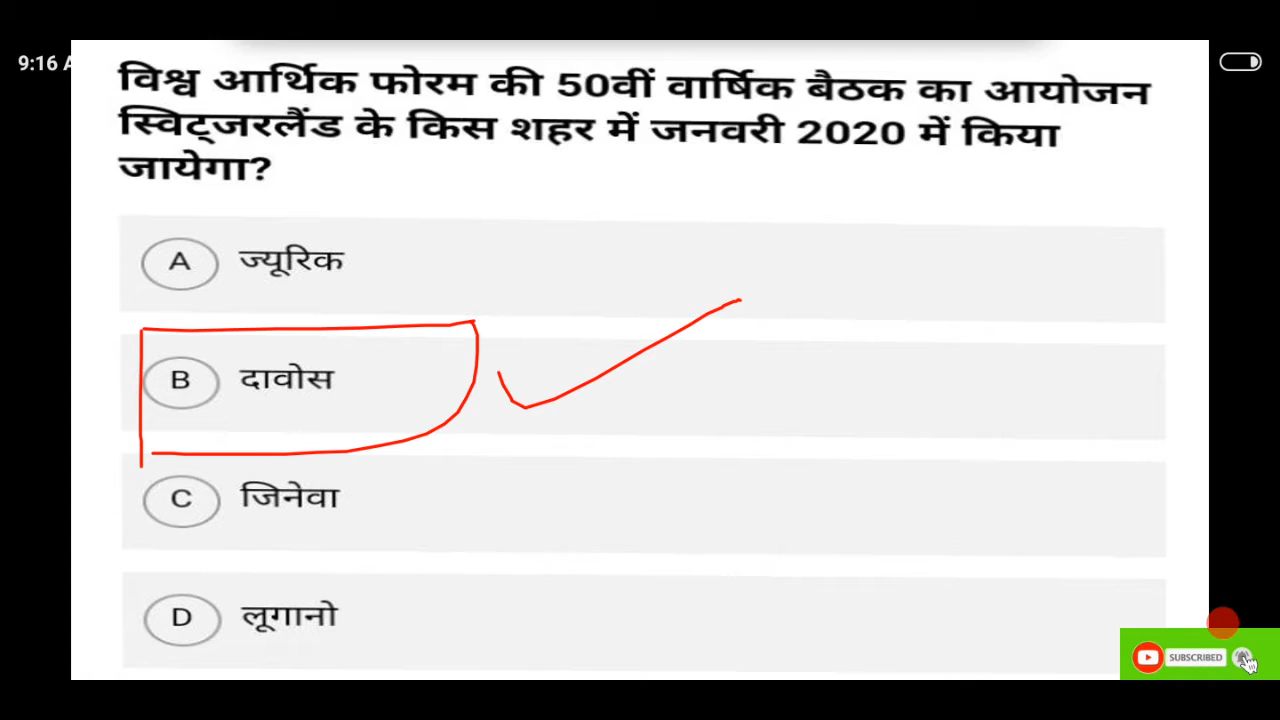 9:16
विश्व आर्थिक फोरम की 50वीं वार्षिक बैठक का आयोजन
स्विट्जरलैंड के किस शहर में जनवरी 2020 में किया
जायेगा?
A ज्यूरिक
B दावोस
C जिनेवा
D लूगानो
SUBSCRIBED